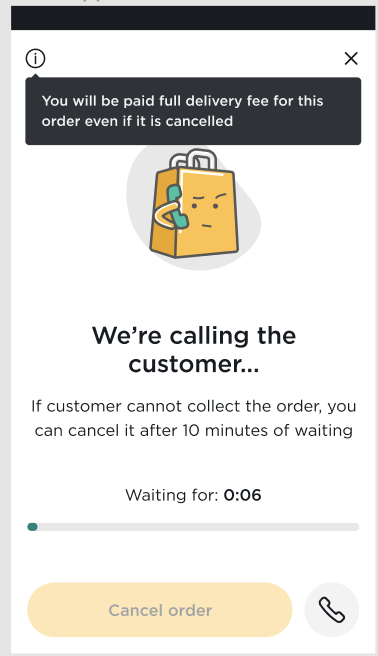 You will be paid full delivery fee for this
order even if it is cancelled
We’re calling the
customer...
If customer cannot collect the order, you
can cancel it after 10 minutes of waiting
Waiting for: 0:06
Cancel order